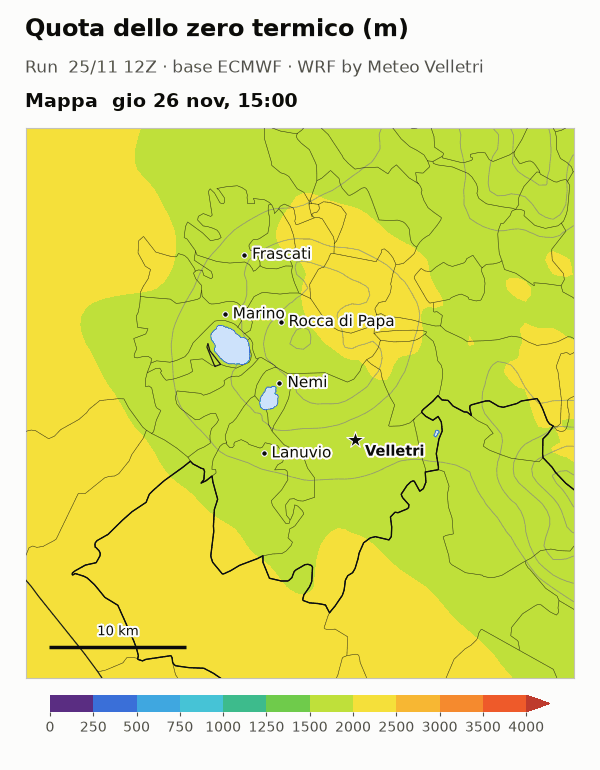 Quota dello zero termico (m)
Run 25/11 12Z · base ECMWF · WRF by Meteo Velletri
Mappa gio 26 nov, 15:00
Frascati
Marino
Rocca di Papa
Nemi
Velletri
Lanuvio
10 km
0 250 500 750 1000 1250 1500 2000 2500 3000 3500 4000